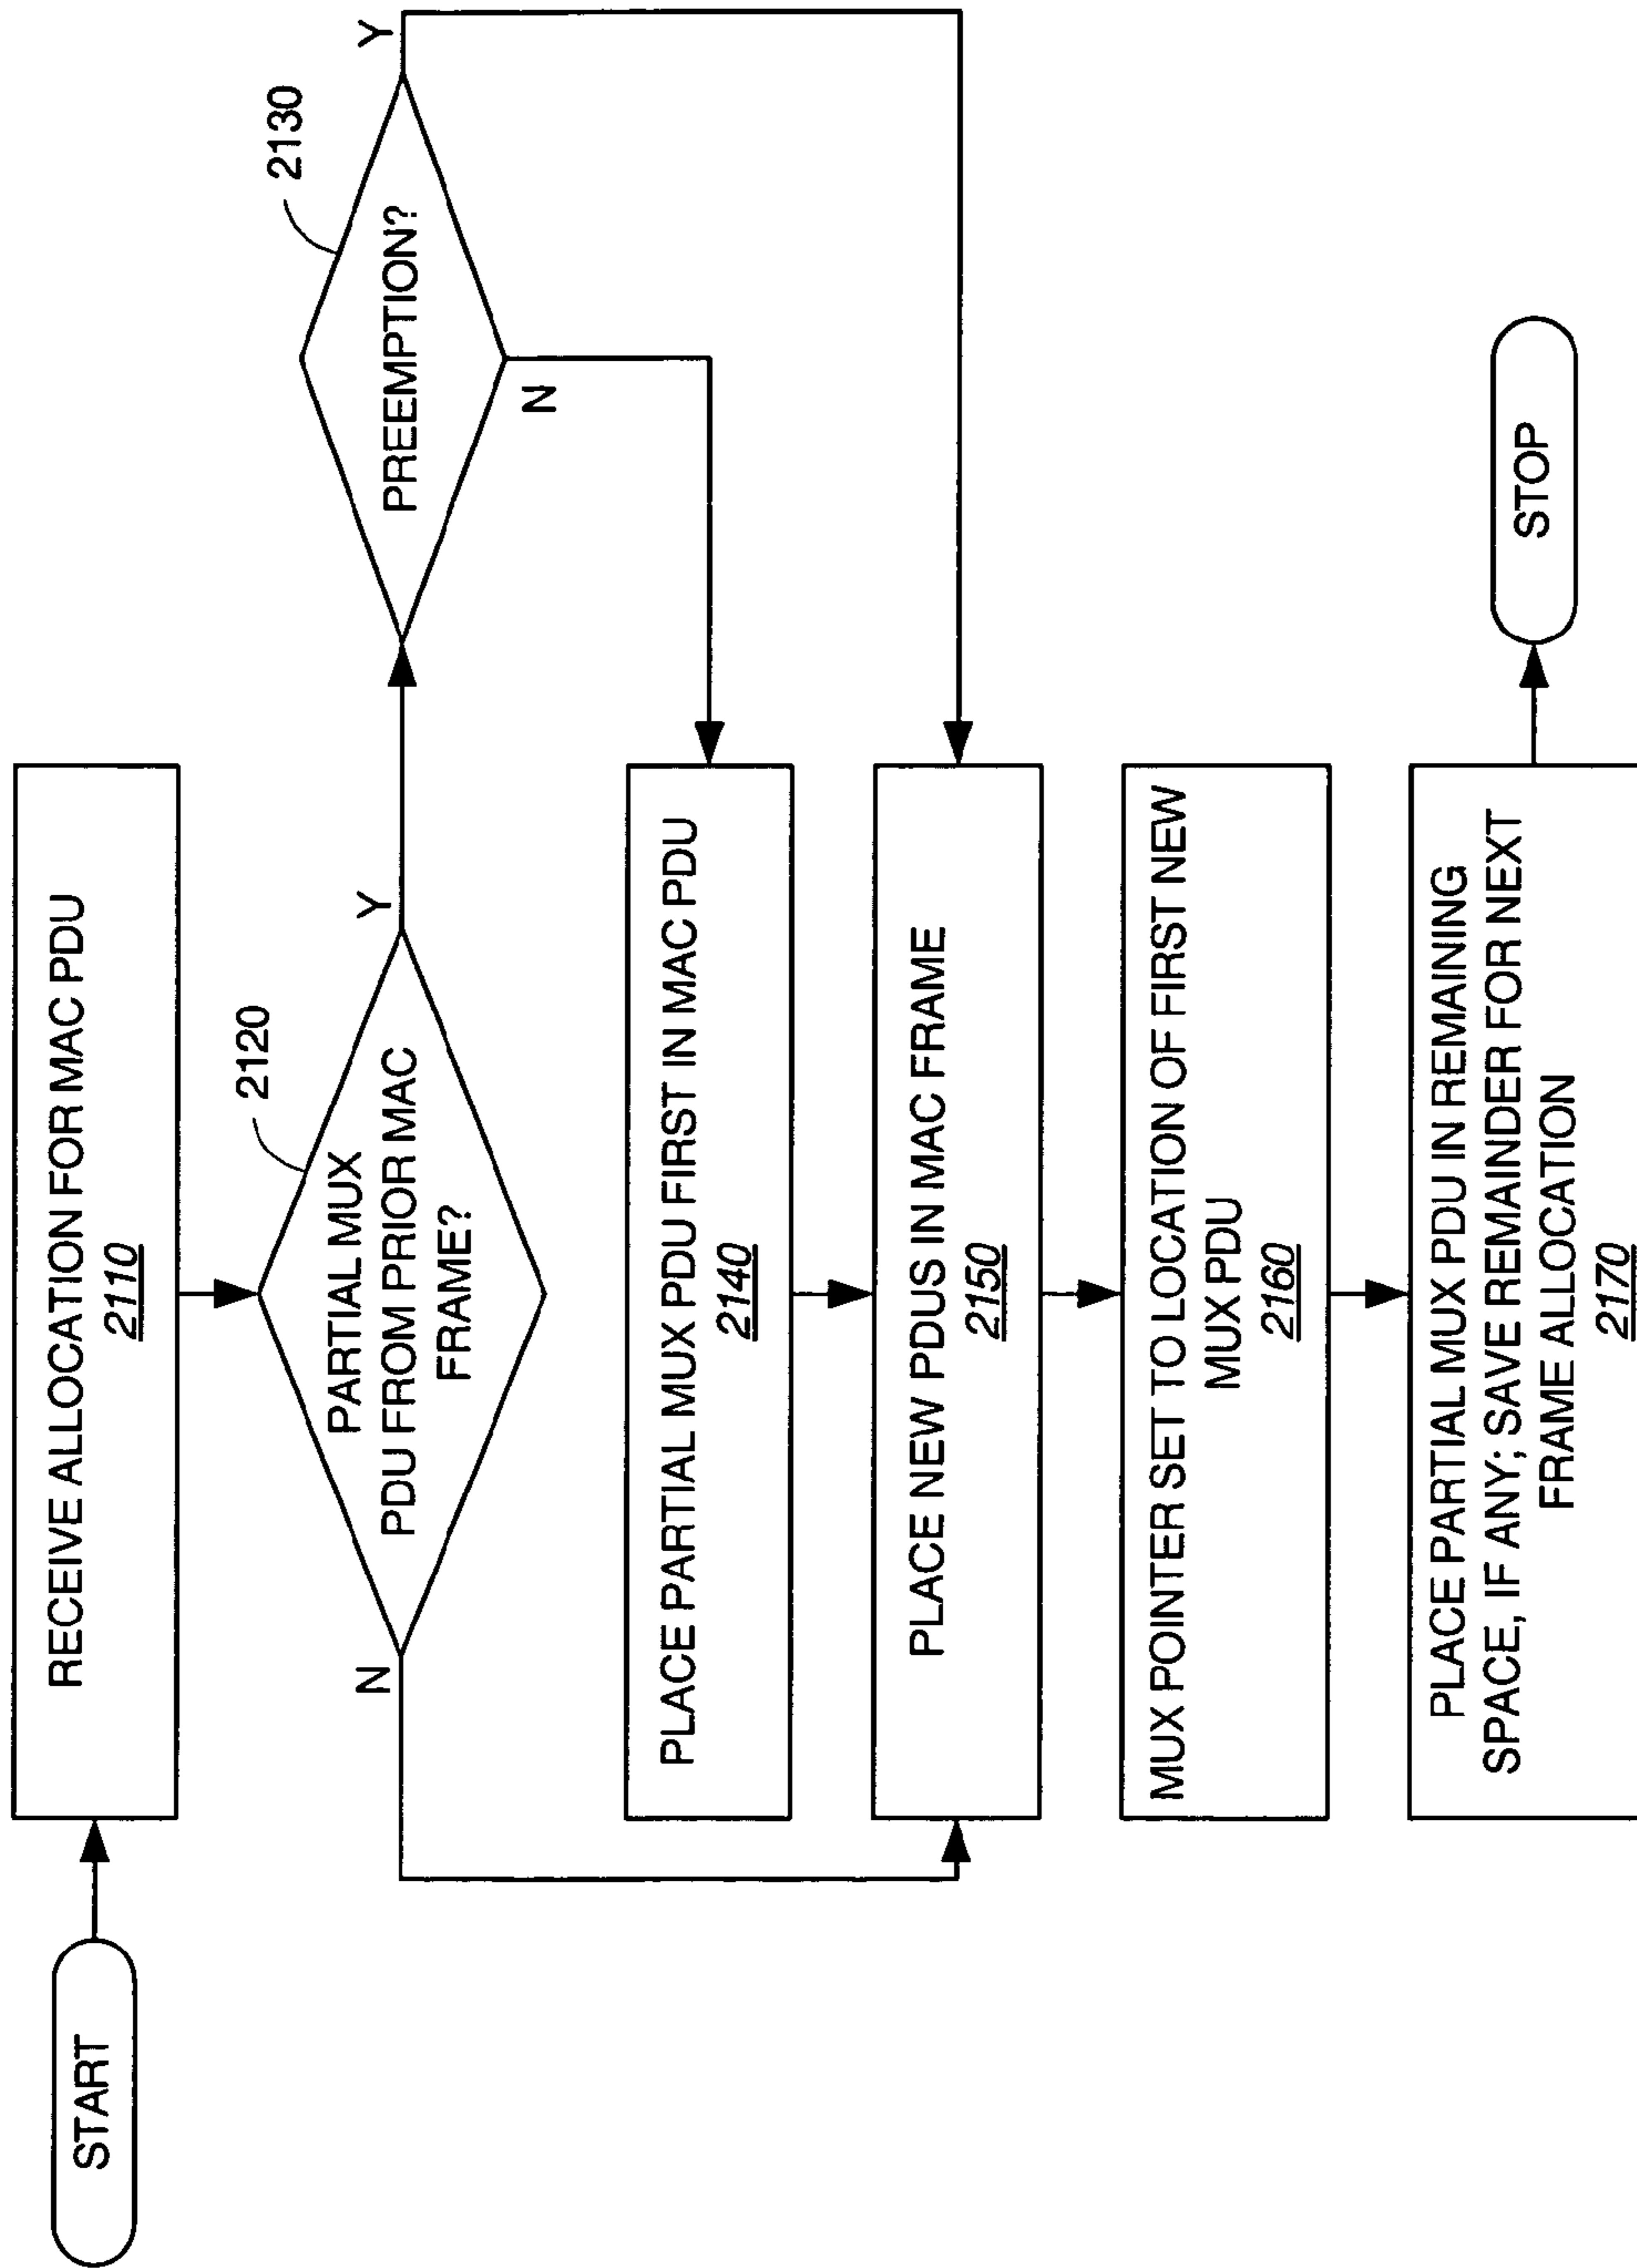 START
RECEIVE ALLOCATION FOR MAC PDU
2110
2120
PARTIAL MUX
PDU FROM PRIOR MAC
FRAME?
N
Y
2130
PREEMPTION?
Y
N
PLACE PARTIAL MUX PDU FIRST IN MAC PDU
2140
PLACE NEW PDUS IN MAC FRAME
2150
MUX POINTER SET TO LOCATION OF FIRST NEW
MUX PDU
2160
PLACE PARTIAL MUX PDU IN REMAINING
SPACE, IF ANY; SAVE REMAINDER FOR NEXT
FRAME ALLOCATION
2170
STOP